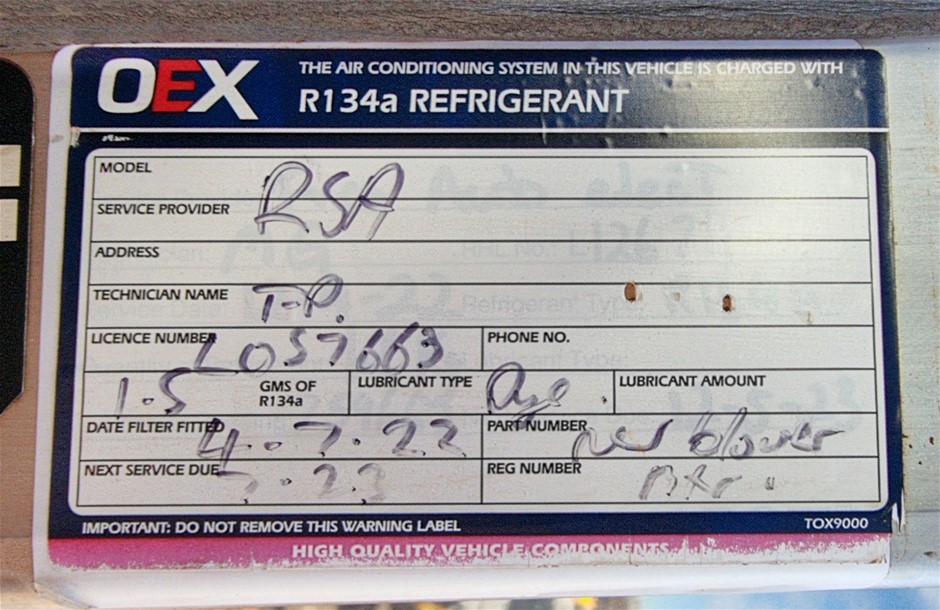 OEX THE AIR CONDITIONING SYSTEM IN THIS VEHICLE IS CHARGED WITH
R134a REFRIGERANT
MODEL
RSA
SERVICE PROVIDER
ADDRESS
TECHNICIAN NAME T-P.
LICENCE NUMBER L057663 PHONE NO.
1.5 GMS OF R134a LUBRICANT TYPE Dye. LUBRICANT AMOUNT
DATE FILTER FITTED 4.7.22 PART NUMBER new blower
NEXT SERVICE DUE 7.23 REG NUMBER
IMPORTANT: DO NOT REMOVE THIS WARNING LABEL TOX9000
HIGH QUALITY VEHICLE COMPONENTS